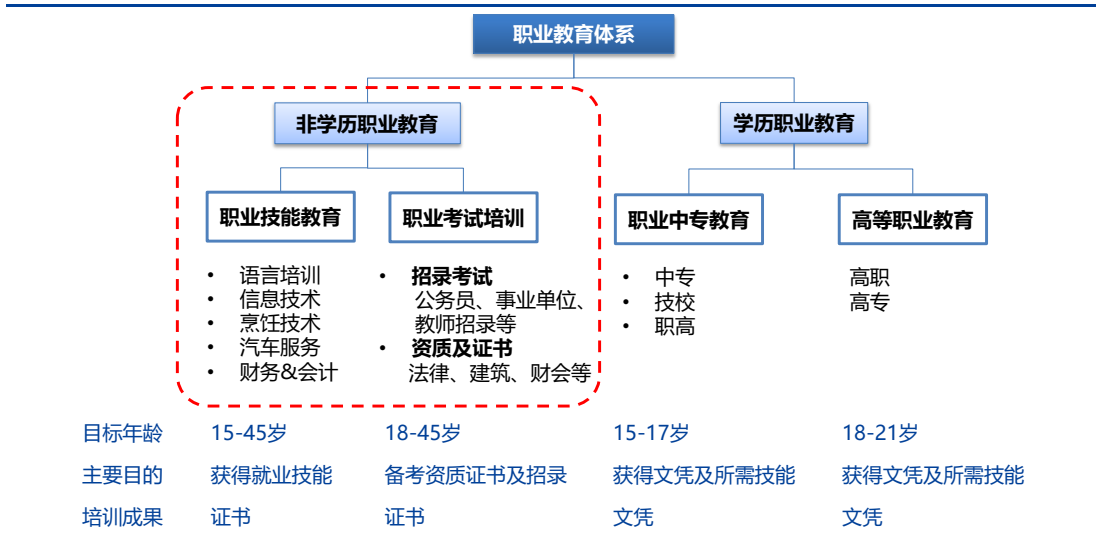 职业教育体系
非学历职业教育
学历职业教育
职业技能教育
职业考试培训
职业中专教育
高等职业教育
• 语言培训
• 信息技术
• 烹饪技术
• 汽车服务
• 财务&会计
• 招录考试
公务员、事业单位、
教师招录等
• 资质及证书
法律、建筑、财会等
• 中专
• 技校
• 职高
高职
高专
目标年龄 15-45岁 18-45岁 15-17岁 18-21岁
主要目的 获得就业技能 备考资质证书及招录 获得文凭及所需技能 获得文凭及所需技能
培训成果 证书 证书 文凭 文凭